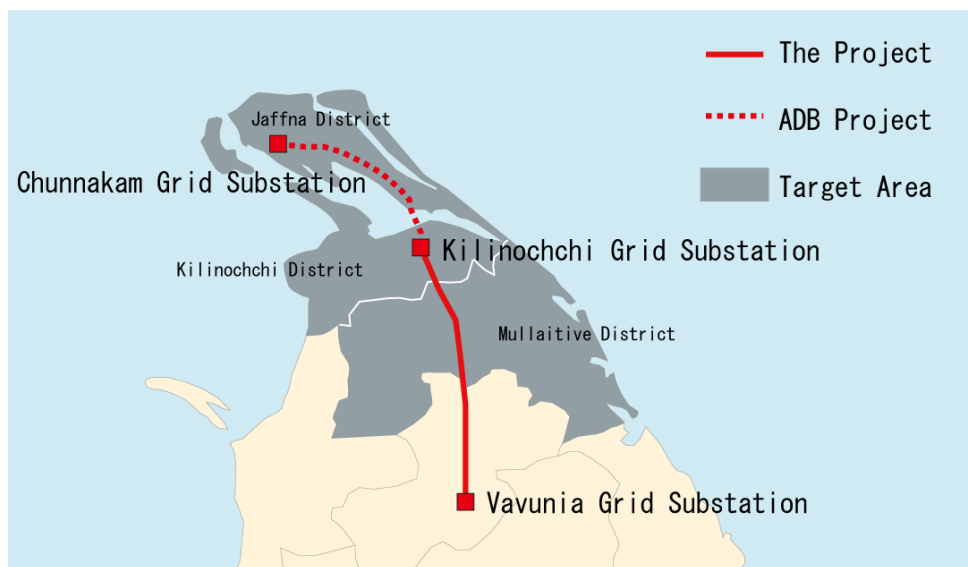 The Project
ADB Project
Target Area
Jaffna District
Chunnakam Grid Substation
Kilinochchi Grid Substation
Kilinochchi District
Mullaitive District
Vavunia Grid Substation